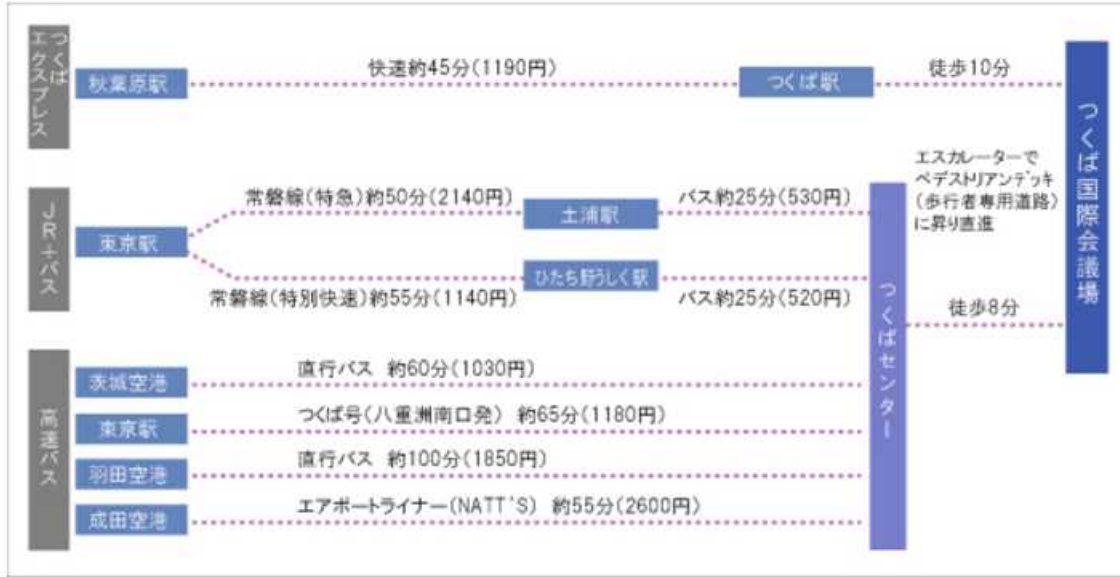 つくば
エクスプレス
秋葉原駅
快速約45分(1190円)
つくば駅
徒歩10分
つくば国際会議場
エスカレーターで
ペデストリアンデッキ
(歩行者専用道路)
に昇り直進
JR+バス
東京駅
常磐線(特急)約50分(2140円)
土浦駅
バス約25分(530円)
常磐線(特別快速)約55分(1140円)
ひたち野うしく駅
バス約25分(520円)
つくばセンター
徒歩8分
高速バス
茨城空港
直行バス 約60分(1030円)
東京駅
つくば号(八重洲南口発) 約65分(1180円)
羽田空港
直行バス 約100分(1850円)
成田空港
エアポートライナー(NATT'S) 約55分(2600円)